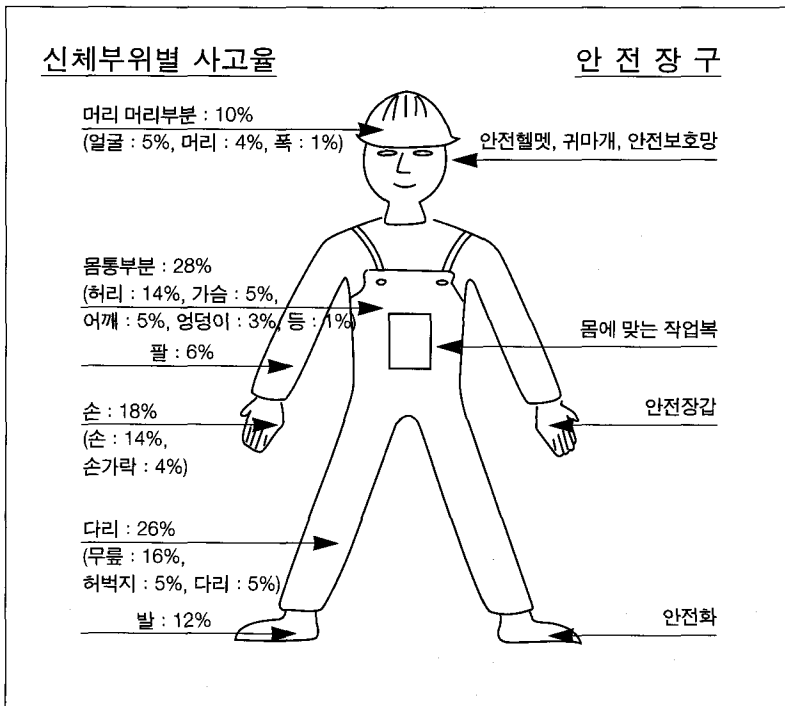 신체부위별 사고율
안 전 장 구
머리 머리부분 : 10%
(얼굴 : 5%, 머리 : 4%, 폭 : 1%)
안전헬멧, 귀마개, 안전보호망
몸통부분 : 28%
(허리 : 14%, 가슴 : 5%,
어깨 : 5%, 엉덩이 : 3%, 등 : 1%)
몸에 맞는 작업복
팔 : 6%
손 : 18%
(손 : 14%,
손가락 : 4%)
안전장갑
다리 : 26%
(무릎 : 16%,
허벅지 : 5%, 다리 : 5%)
발 : 12%
안전화